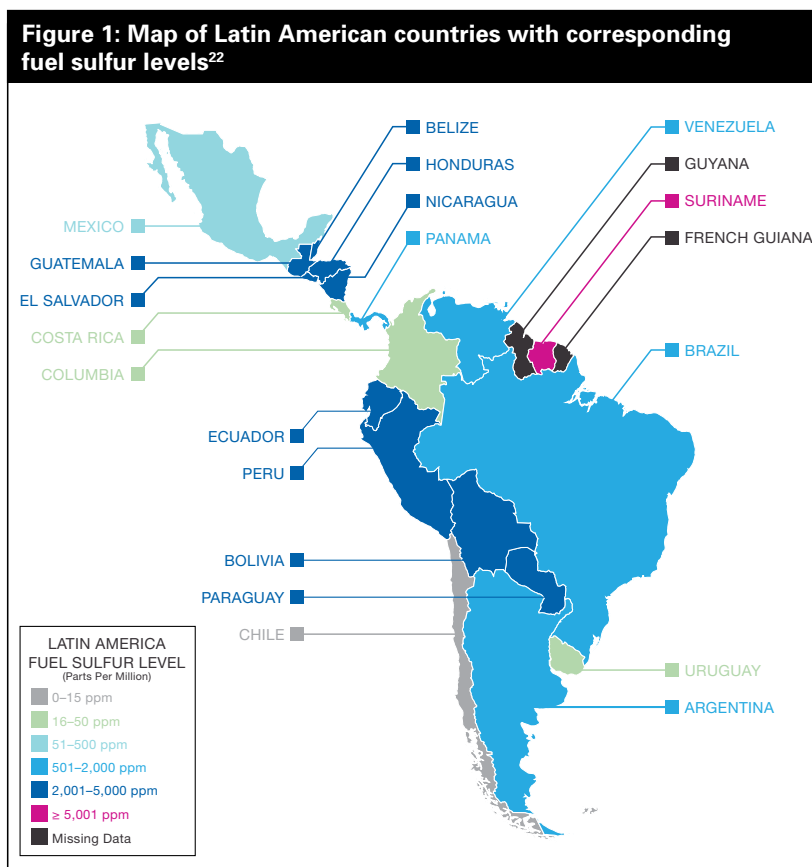 Figure 1: Map of Latin American countries with corresponding
fuel sulfur levels22
BELIZE
HONDURAS
NICARAGUA
PANAMA
VENEZUELA
GUYANA
SURINAME
FRENCH GUIANA
MEXICO
GUATEMALA
EL SALVADOR
COSTA RICA
COLUMBIA
BRAZIL
ECUADOR
PERU
BOLIVIA
PARAGUAY
CHILE
URUGUAY
ARGENTINA
LATIN AMERICA
FUEL SULFUR LEVEL
(Parts Per Million)
0–15 ppm
16–50 ppm
51–500 ppm
501–2,000 ppm
2,001–5,000 ppm
≥ 5,001 ppm
Missing Data